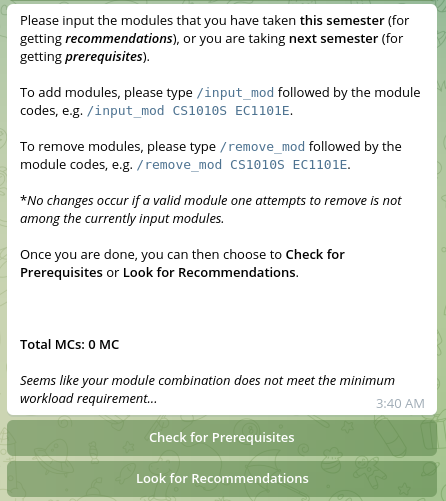 Please input the modules that you have taken this semester (for
getting recommendations), or you are taking next semester (for
getting prerequisites).
To add modules, please type /input_mod followed by the module
codes, e.g. /input_mod CS1010S EC1101E.
To remove modules, please type /remove_mod followed by the
module codes, e.g. /remove_mod CS1010S EC1101E.
*No changes occur if a valid module one attempts to remove is not
among the currently input modules.
Once you are done, you can then choose to Check for
Prerequisites or Look for Recommendations.
Total MCs: 0 MC
Seems like your module combination does not meet the minimum
workload requirement...
3:40 AM
Check for Prerequisites
Look for Recommendations